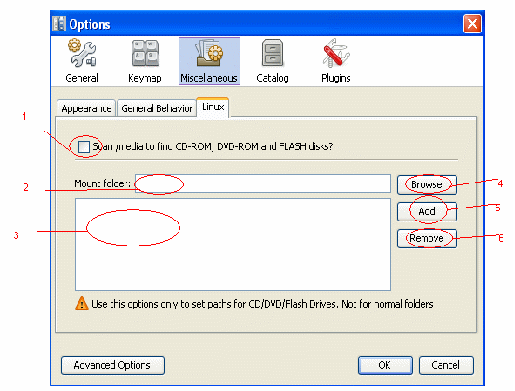 Options
General Keymap Miscellaneous Catalog Plugins
Appearance General Behavior Linux
1
Scan media to find CD-ROM, DVD-ROM and FLASH disks?
2 Mount folder: Browse 4
Add 5
3 Remove 6
Use this options only to set paths for CD/DVD/Flash Drives. Not for normal folders
Advanced Options OK Cancel